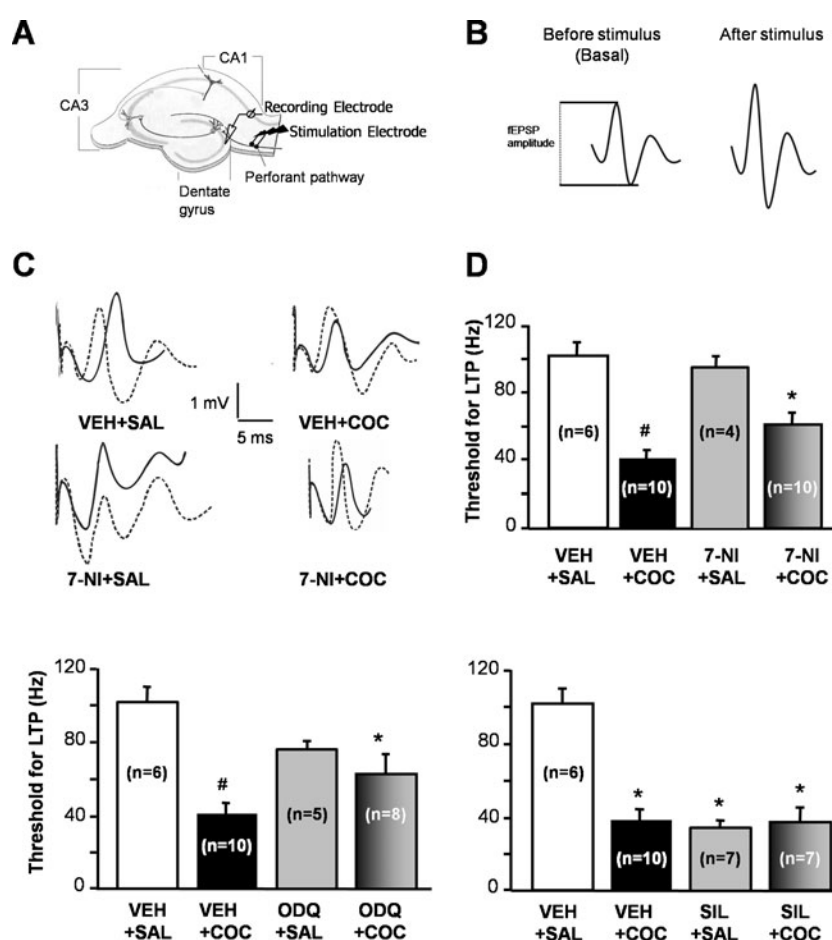 A
CA1
CA3
Recording Electrode
Stimulation Electrode
Perforant pathway
Dentate
gyrus
B
Before stimulus
(Basal)
After stimulus
fEPSP
amplitude
C
1 mV
5 ms
VEH+SAL
VEH+COC
7-NI+SAL
7-NI+COC
D
Threshold for LTP (Hz)
120
80
40
0
(n=6)
#
(n=10)
(n=4)
*
(n=10)
VEH
+SAL
VEH
+COC
7-NI
+SAL
7-NI
+COC
Threshold for LTP (Hz)
120
80
40
0
(n=6)
#
(n=10)
(n=5)
*
(n=8)
VEH
+SAL
VEH
+COC
ODQ
+SAL
ODQ
+COC
Threshold for LTP (Hz)
120
80
40
0
(n=6)
*
(n=10)
*
(n=7)
*
(n=7)
VEH
+SAL
VEH
+COC
SIL
+SAL
SIL
+COC